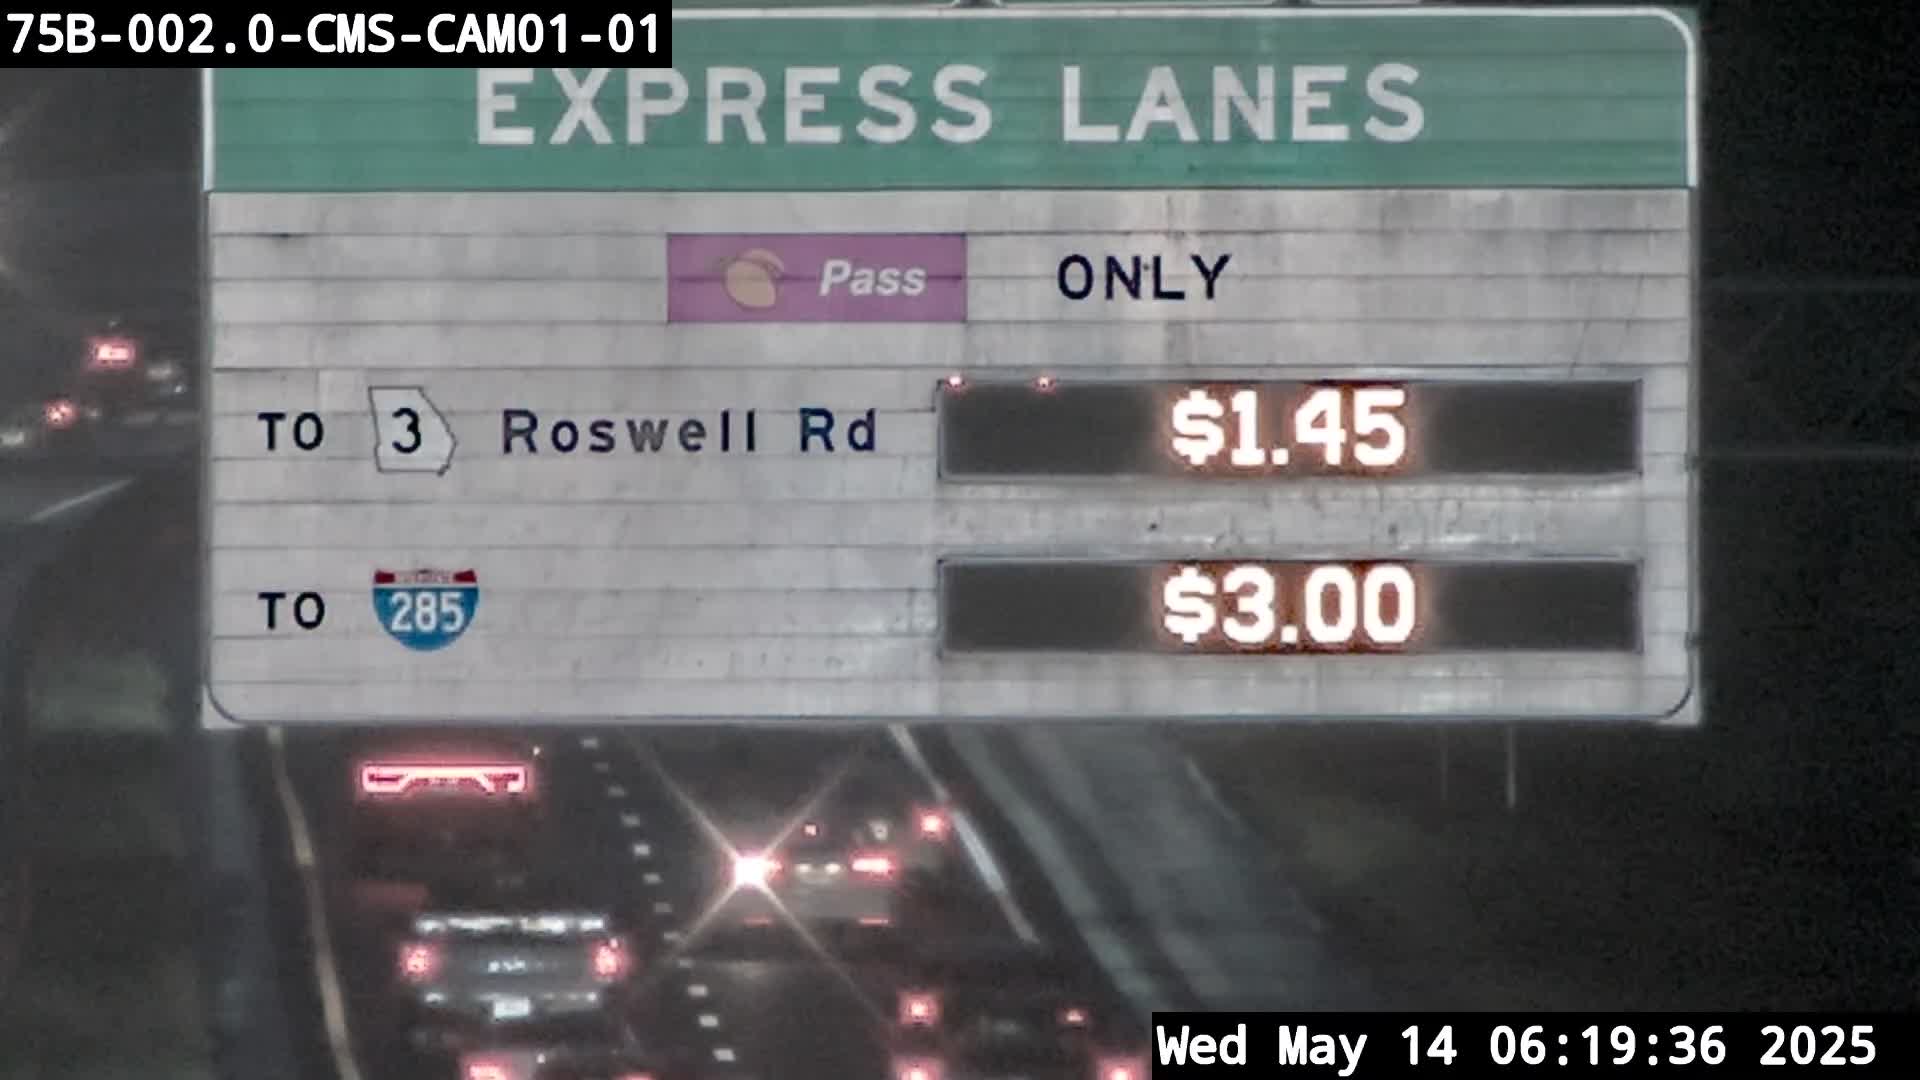 75B-002.0-CMS-CAM01-01
EXPRESS LANES
Pass ONLY
TO 3 Roswell Rd $1.45
TO 285 $3.00
Wed May 14 06:19:36 2025